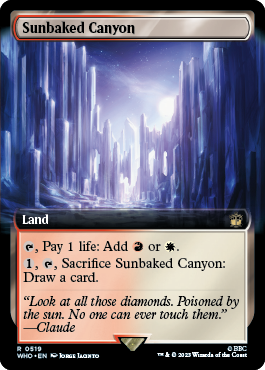 Sunbaked Canyon
Land
, Pay 1 life: Add or .
1, , Sacrifice Sunbaked Canyon:
Draw a card.
“Look at all those diamonds. Poisoned by
the sun. No one can ever touch them.”
—Claude
R 0519
WHO • EN Jorge Jacinto
© BBC
™ & © 2023 Wizards of the Coast